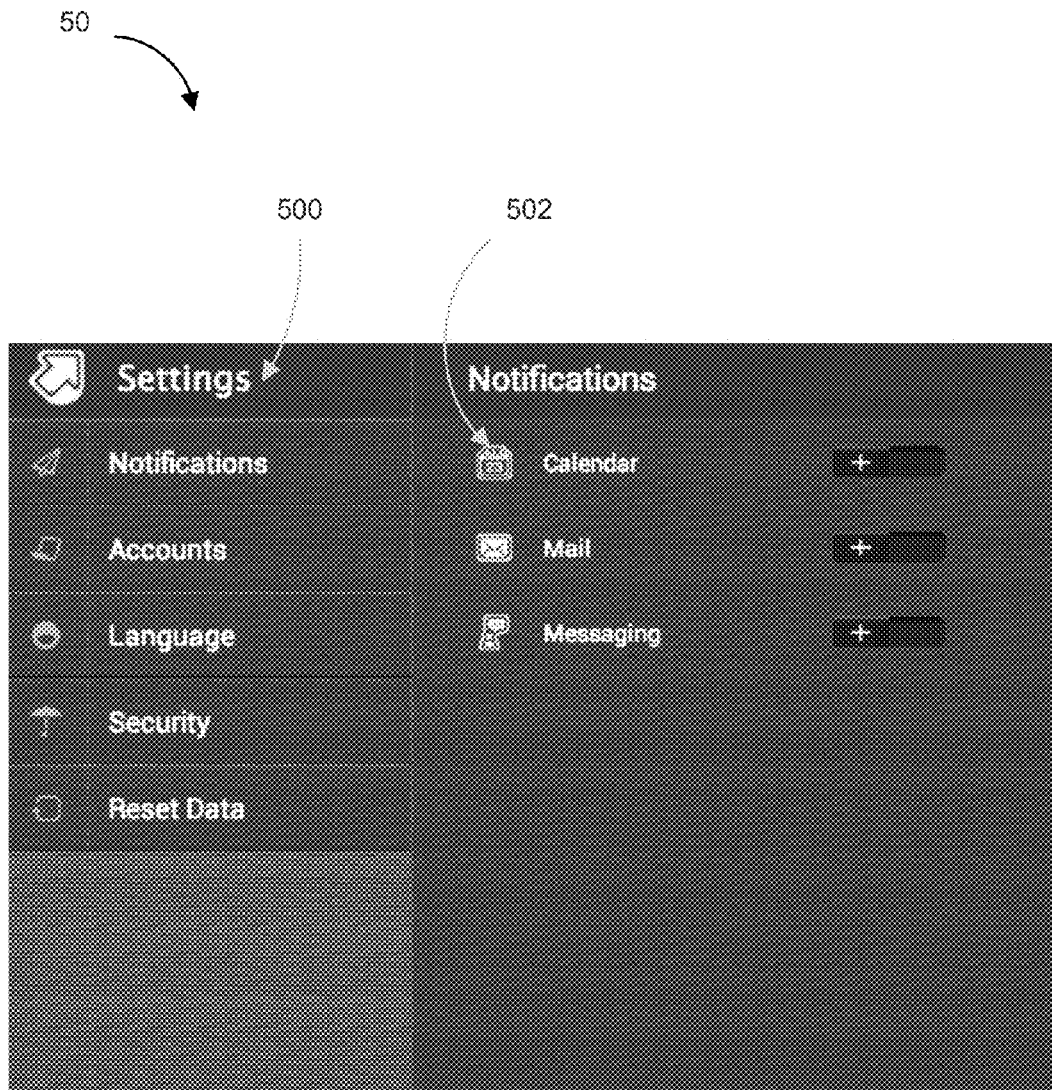 50
500
502
Settings
Notifications
Notifications
Calendar
+
Accounts
Mail
+
Language
Messaging
+
Security
Reset Data